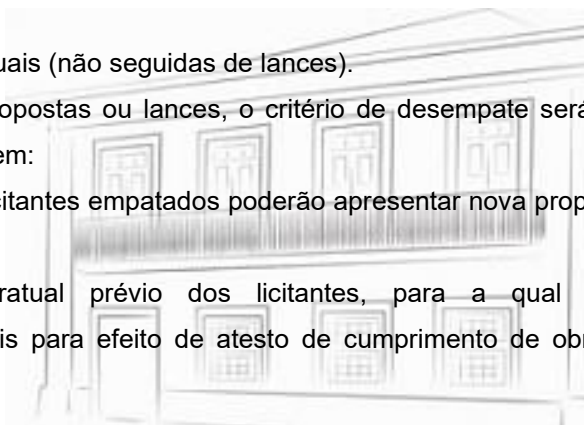 uais (não seguidas de lances).
opostas ou lances, o critério de desempate será
em:
citantes empatados poderão apresentar nova prop
ratual prévio dos licitantes, para a qual
is para efeito de atesto de cumprimento de obr